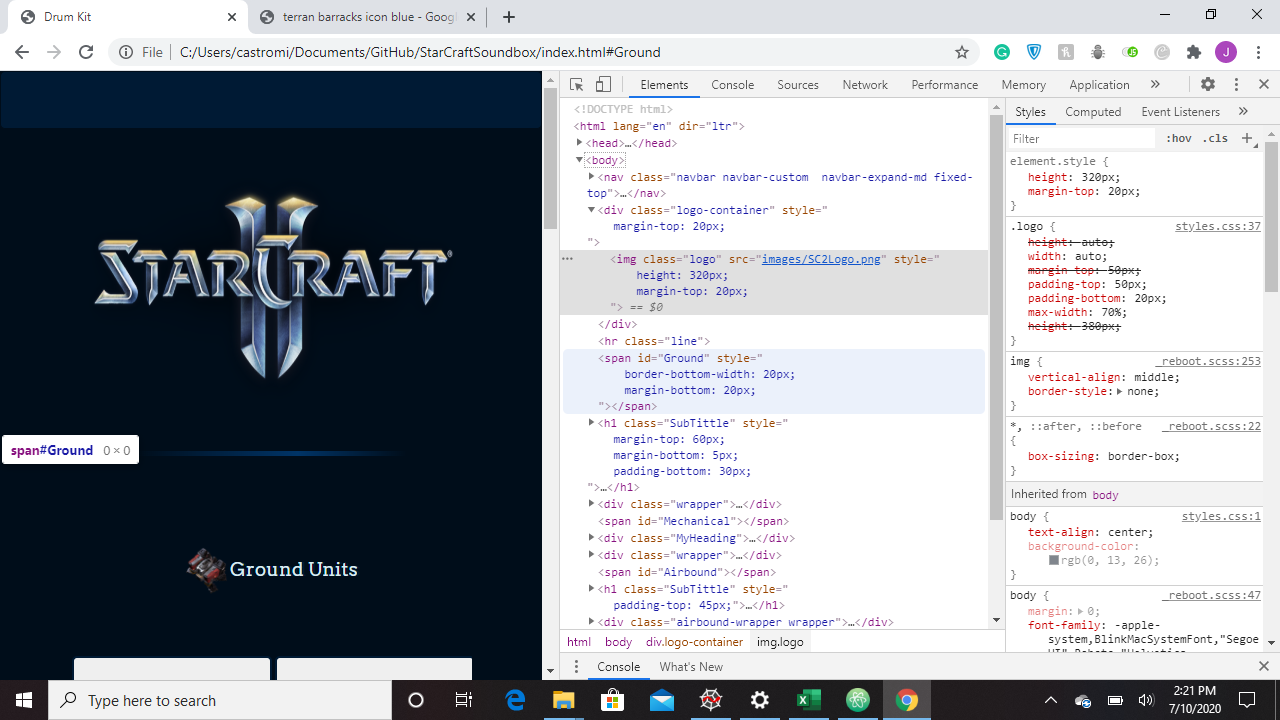 Drum Kit
terran barracks icon blue - Goog
File
C:/Users/castromi/Documents/GitHub/StarCraftSoundbox/index.html#Ground
J
STARCRAFT
II
span#Ground 0 × 0
Ground Units
Elements Console Sources Network Performance Memory Application »
<!DOCTYPE html>
<html lang="en" dir="ltr">
<head>…</head>
<body>
<nav class="navbar navbar-custom  navbar-expand-md fixed-
top">…</nav>
<div class="logo-container" style="
margin-top: 20px;
">
<img class="logo" src="images/SC2Logo.png" style="
height: 320px;
margin-top: 20px;
"> == $0
</div>
<hr class="line">
<span id="Ground" style="
border-bottom-width: 20px;
margin-bottom: 20px;
"></span>
<h1 class="SubTittle" style="
margin-top: 60px;
margin-bottom: 5px;
padding-bottom: 30px;
">…</h1>
<div class="wrapper">…</div>
<span id="Mechanical"></span>
<div class="MyHeading">…</div>
<div class="wrapper">…</div>
<span id="Airbound"></span>
<h1 class="SubTittle" style="
padding-top: 45px;">…</h1>
<div class="airbound-wrapper wrapper">…</div>
html body div.logo-container img.logo
Console What's New
Styles Computed Event Listeners »
Filter :hov .cls +
element.style {
height: 320px;
margin-top: 20px;
}
.logo { styles.css:37
height: auto;
width: auto;
margin-top: 50px;
padding-top: 50px;
padding-bottom: 20px;
max-width: 70%;
height: 380px;
}
img { _reboot.scss:253
vertical-align: middle;
border-style: none;
}
*, ::after, ::before _reboot.scss:22
{
box-sizing: border-box;
}
Inherited from body
body { styles.css:1
text-align: center;
background-color:
rgb(0, 13, 26);
}
body { _reboot.scss:47
margin: 0;
font-family: -apple-
system,BlinkMacSystemFont,"Segoe
Type here to search
2:21 PM
7/10/2020